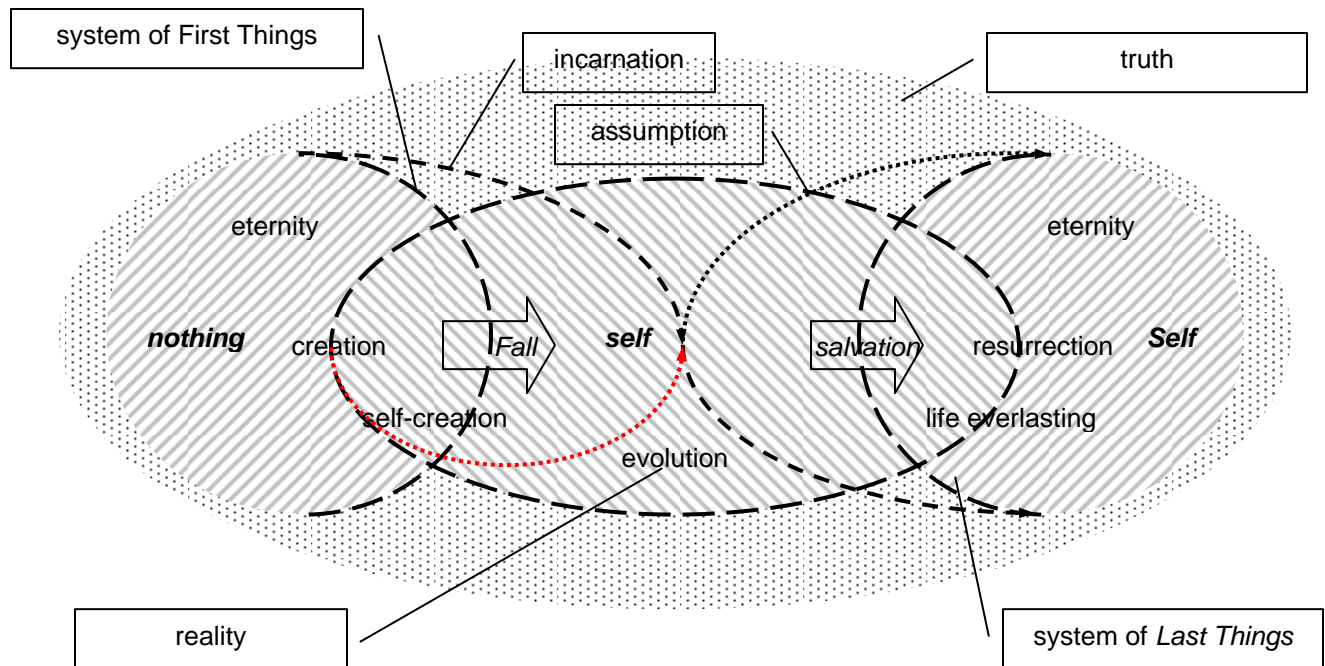 system of First Things
incarnation
truth
assumption
eternity
eternity
nothing
creation
Fall
self
salvation
resurrection
Self
self-creation
life everlasting
evolution
reality
system of Last Things